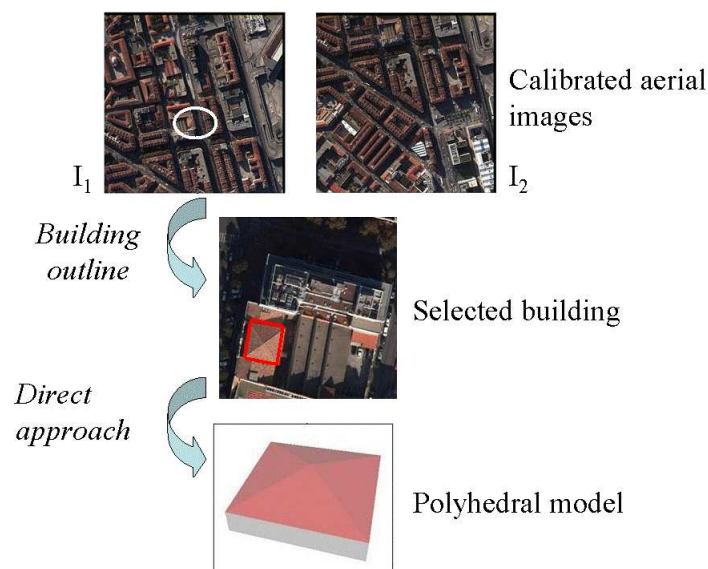 Calibrated aerial
images
I1
I2
Building
outline
Selected building
Direct
approach
Polyhedral model